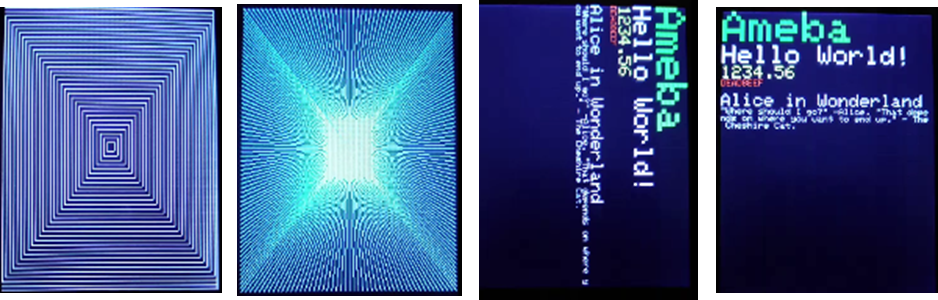 Ameba
Hello World!
1234.56
DEADBEEF
Alice in Wonderland
"Where should I go?" -Alice. "That depends on where y
ou want to end up." - The Cheshire Cat.
Ameba
Hello World!
1234.56
DEADBEEF
Alice in Wonderland
"Where should I go?" -Alice. "That depe
nds on where you want to end up." - The
Cheshire Cat.